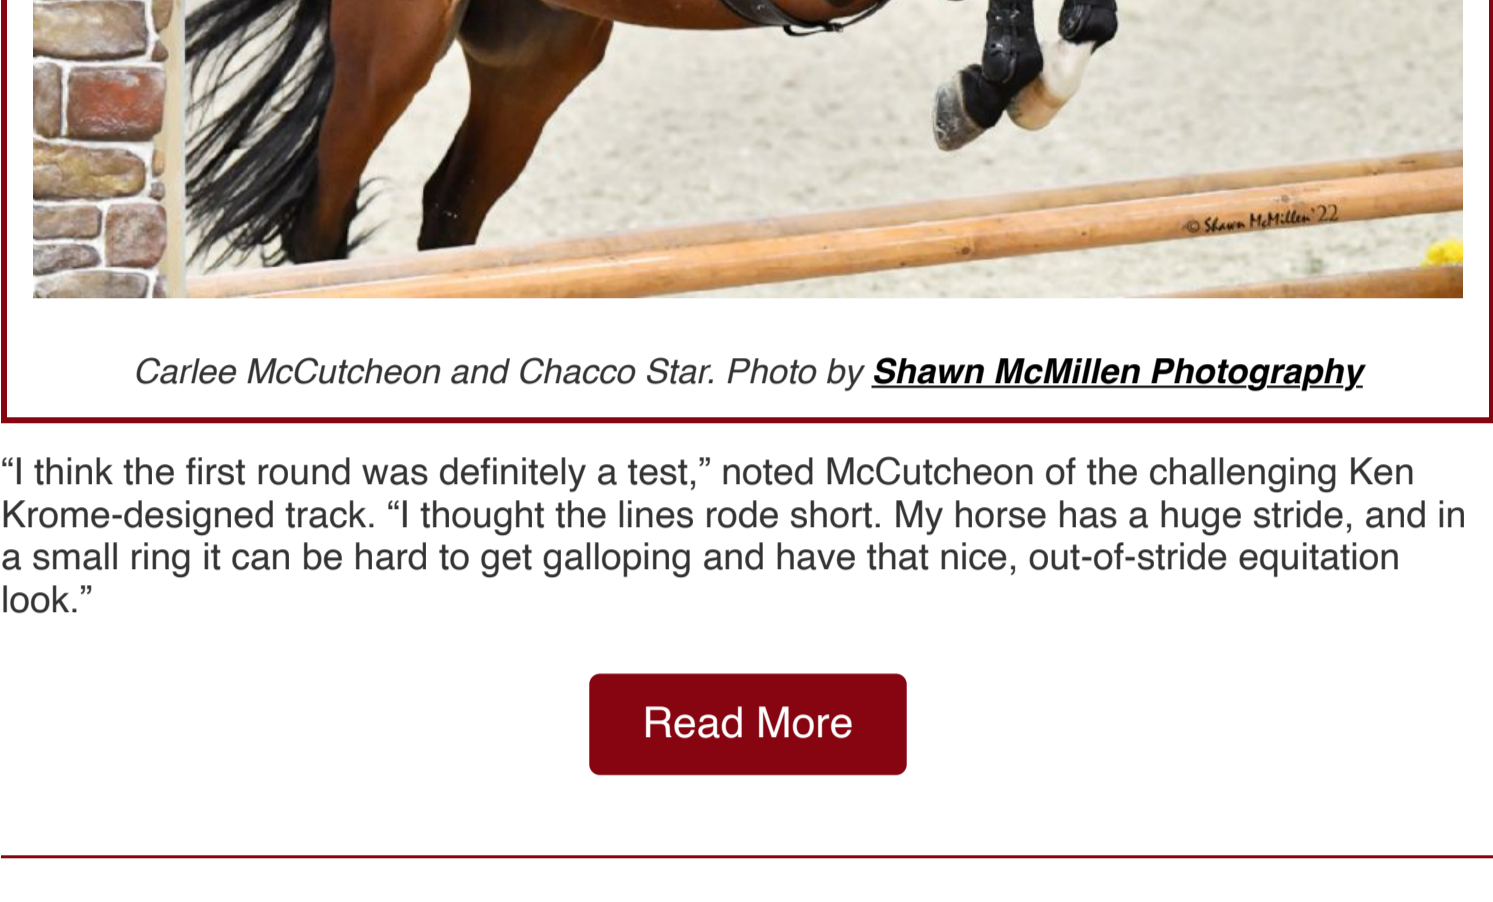 © Shawn McMillen '22
Carlee McCutcheon and Chacco Star. Photo by Shawn McMillen Photography
“I think the first round was definitely a test,” noted McCutcheon of the challenging Ken
Krome-designed track. “I thought the lines rode short. My horse has a huge stride, and in
a small ring it can be hard to get galloping and have that nice, out-of-stride equitation
look.”
Read More